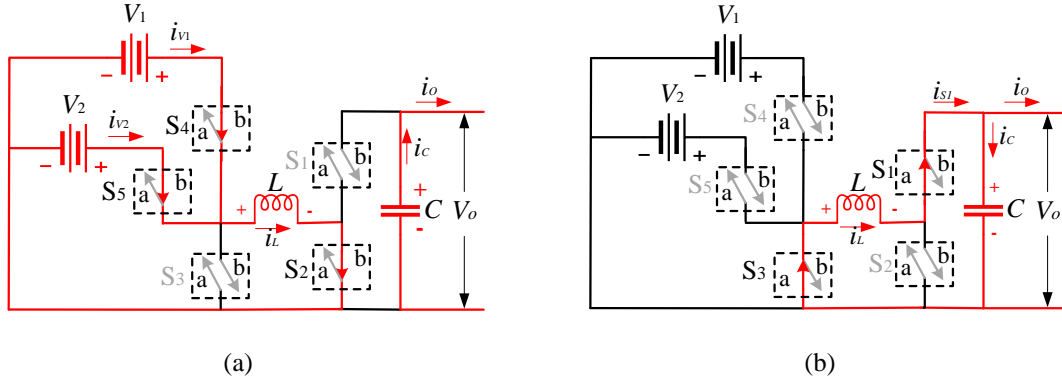 V1
iV1
− +
V2
iV2
− +
a b
S4
S5
a b
S1
a b
L
+ -
iL
S3
a b
S2
a b
iC
iO
+
C
-
Vo
(a)
V1
− +
V2
− +
S4
a b
S5
a b
L
+ -
iL
S3
a b
S1
a b
S2
a b
iS1
iO
iC
+
C
-
Vo
(b)